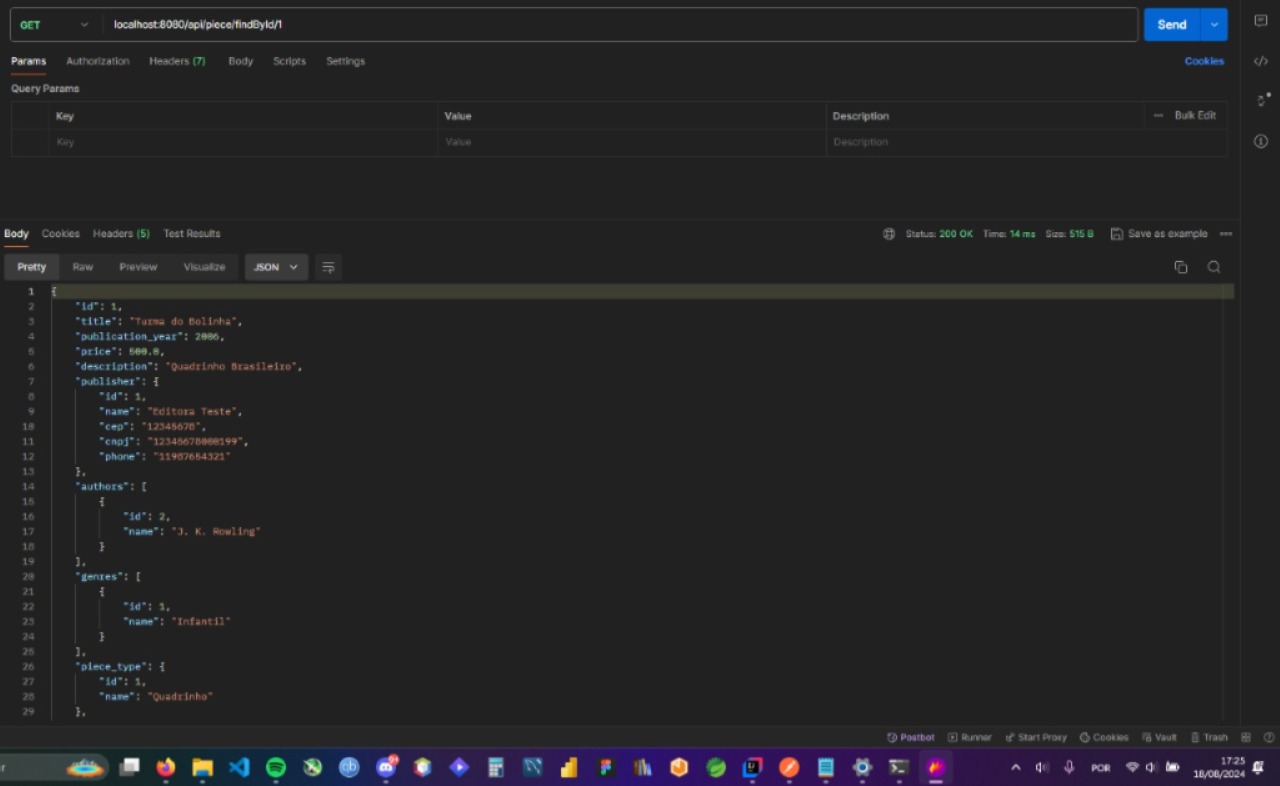 GET localhost:8080/api/piece/findById/1 Send
Params Authorization Headers (7) Body Scripts Settings Cookies
Query Params
Key Value Description Bulk Edit
Key Value Description
Body Cookies Headers (5) Test Results Status: 200 OK Time: 14 ms Size: 515 B Save as example
Pretty Raw Preview Visualize JSON
1 {
2 "id": 1,
3 "title": "Turma do Bolinha",
4 "publication_year": 2006,
5 "price": 500.0,
6 "description": "Quadrinho Brasileiro",
7 "publisher": {
8 "id": 1,
9 "name": "Editora Teste",
10 "cep": "12345678",
11 "cnpj": "12345678000199",
12 "phone": "11987654321"
13 },
14 "authors": [
15 {
16 "id": 2,
17 "name": "J. K. Rowling"
18 }
19 ],
20 "genres": [
21 {
22 "id": 1,
23 "name": "Infantil"
24 }
25 ],
26 "piece_type": {
27 "id": 1,
28 "name": "Quadrinho"
29 },
Postbot Runner Start Proxy Cookies Vault Trash
POR 17:25
18/08/2024